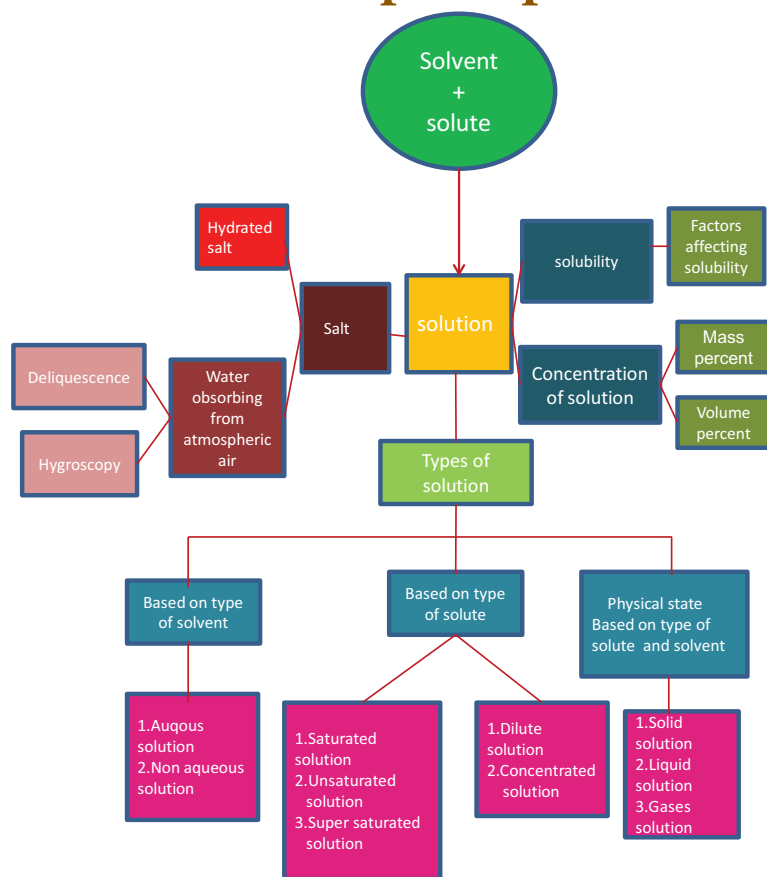 Solvent
+
solute
Hydrated
salt
Salt
solution
solubility
Factors
affecting
solubility
Deliquescence
Hygroscopy
Water
obsorbing
from
atmospheric
air
Concentration
of solution
Mass
percent
Volume
percent
Types of
solution
Based on type
of solvent
Based on type
of solute
Physical state
Based on type of
solute and solvent
1.Auqous
solution
2.Non aqueous
solution
1.Saturated
solution
2.Unsaturated
solution
3.Super saturated
solution
1.Dilute
solution
2.Concentrated
solution
1.Solid
solution
2.Liquid
solution
3.Gases
solution